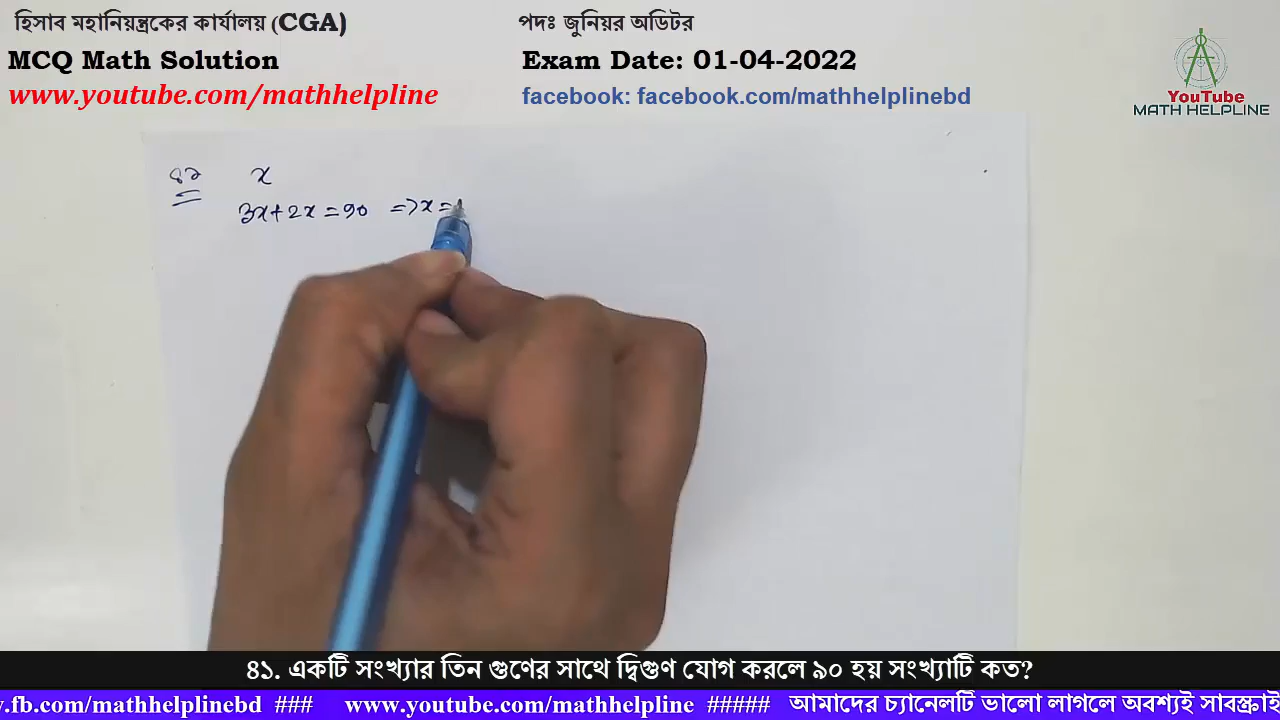 হিসাব মহানিয়ন্ত্রকের কার্যালয় (CGA)
পদঃ জুনিয়র অডিটর
MCQ Math Solution
Exam Date: 01-04-2022
www.youtube.com/mathhelpline
facebook: facebook.com/mathhelplinebd
YouTube
MATH HELPLINE
x
3x+2x=90 =>x=
৪১. একটি সংখ্যার তিন গুণের সাথে দ্বিগুণ যোগ করলে ৯০ হয় সংখ্যাটি কত?
.fb.com/mathhelplinebd ### www.youtube.com/mathhelpline ##### আমাদের চ্যানেলটি ভালো লাগলে অবশ্যই সাবস্ক্রাই